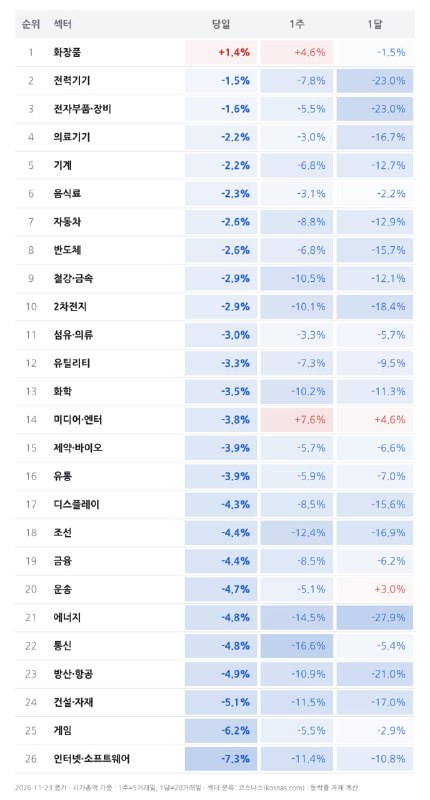 순위 섹터 당일 1주 1달
1 화장품 +1.4% +4.6% -1.5%
2 전력기기 -1.5% -7.8% -23.0%
3 전자부품·장비 -1.6% -5.5% -23.0%
4 의료기기 -2.2% -3.0% -16.7%
5 기계 -2.2% -6.8% -12.7%
6 음식료 -2.3% -3.1% -2.2%
7 자동차 -2.6% -8.8% -12.9%
8 반도체 -2.6% -6.8% -15.7%
9 철강·금속 -2.9% -10.5% -12.1%
10 2차전지 -2.9% -10.1% -18.4%
11 섬유·의류 -3.0% -3.3% -5.7%
12 유틸리티 -3.3% -7.3% -9.5%
13 화학 -3.5% -10.2% -11.3%
14 미디어·엔터 -3.8% +7.6% +4.6%
15 제약·바이오 -3.9% -5.7% -6.6%
16 유통 -3.9% -5.9% -7.0%
17 디스플레이 -4.3% -8.5% -15.6%
18 조선 -4.4% -12.4% -16.9%
19 금융 -4.4% -8.5% -6.2%
20 운송 -4.7% -5.1% +3.0%
21 에너지 -4.8% -14.5% -27.9%
22 통신 -4.8% -16.6% -5.4%
23 방산·항공 -4.9% -10.9% -21.0%
24 건설·자재 -5.1% -11.5% -17.0%
25 게임 -6.2% -5.5% -2.9%
26 인터넷·소프트웨어 -7.3% -11.4% -10.8%
2026-11-23 종가 · 시가총액 가중 · 1주=5거래일, 1달=20거래일 · 섹터 분류: 코스나스(kosnas.com) · 등락률 자체 계산